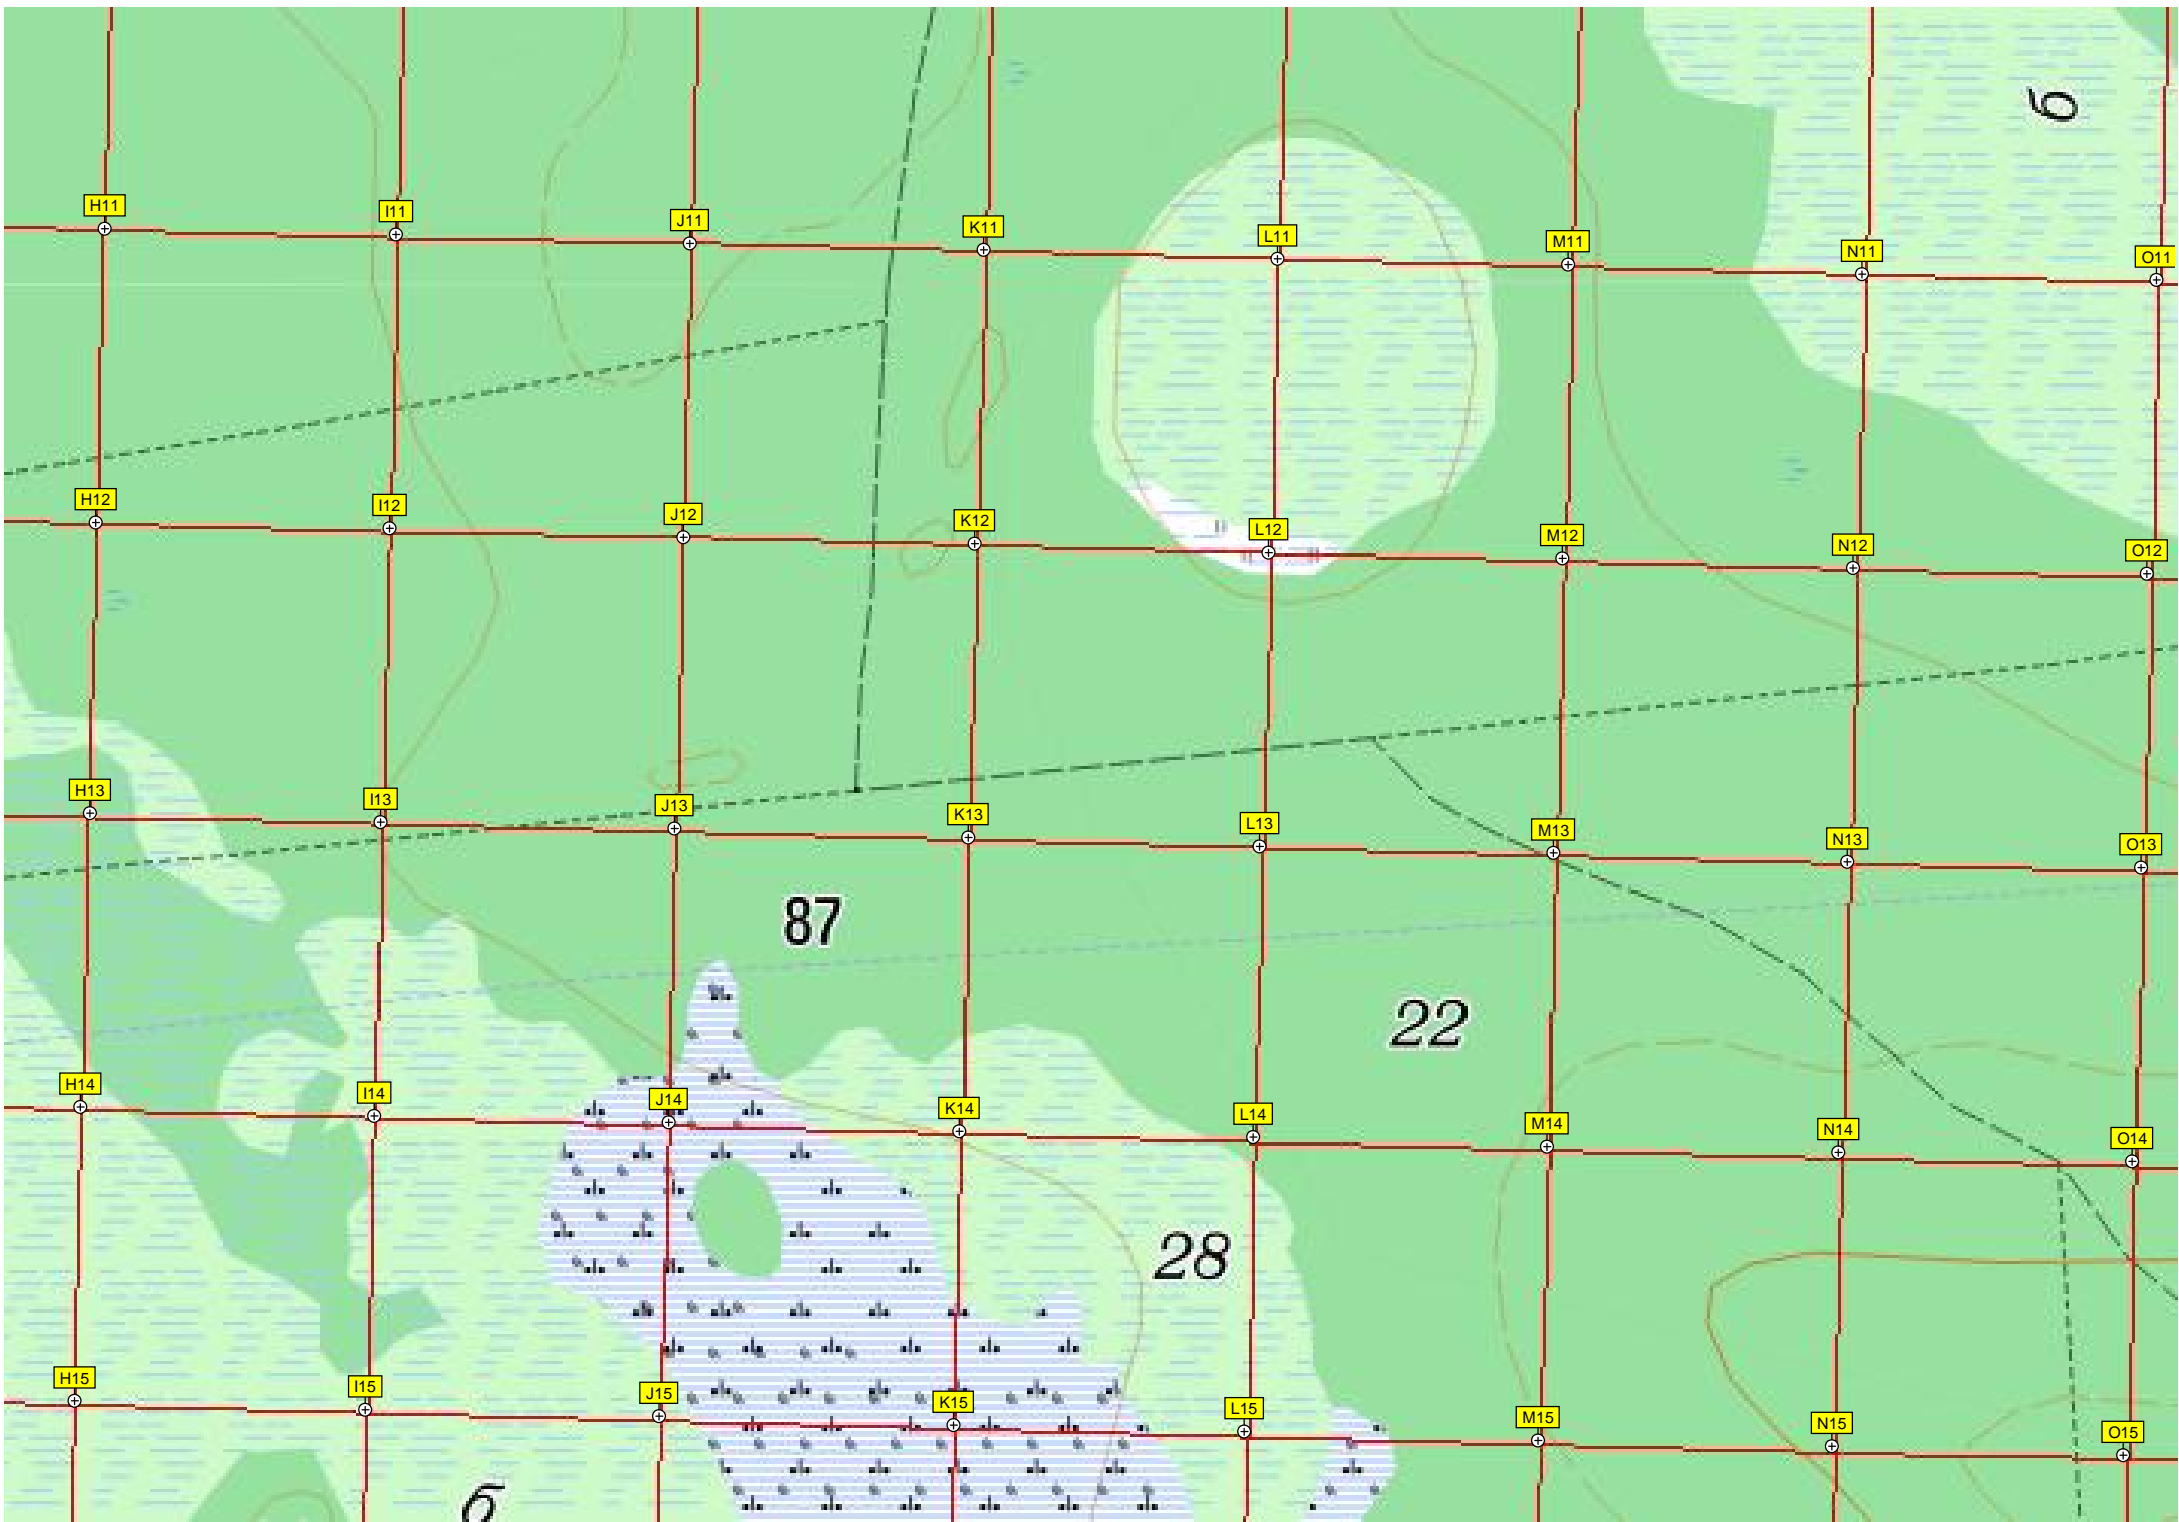 б
H11 I11 J11 K11 L11 M11 N11 O11
H12 I12 J12 K12 L12 M12 N12 O12
H13 I13 J13 K13 L13 M13 N13 O13
87
22
H14 I14 J14 K14 L14 M14 N14 O14
28
H15 I15 J15 K15 L15 M15 N15 O15
б